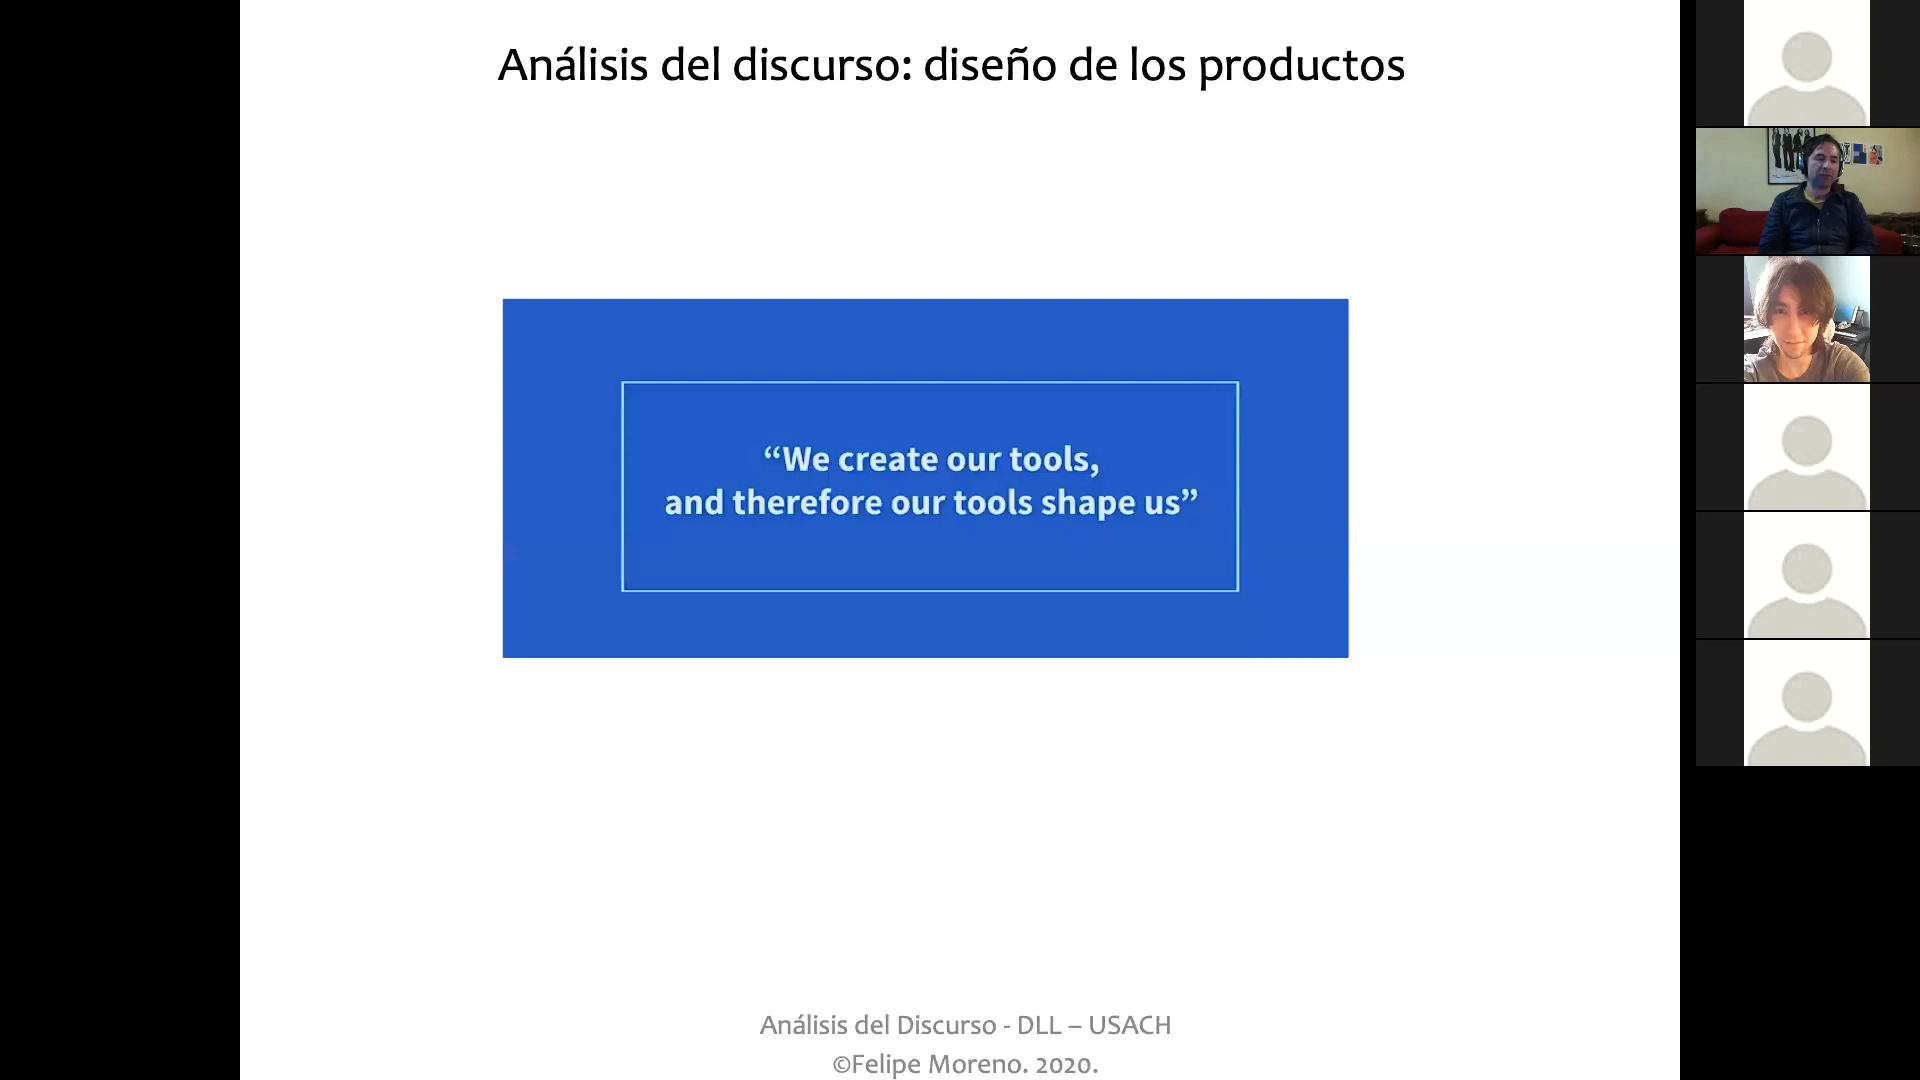 Análisis del discurso: diseño de los productos
“We create our tools,
and therefore our tools shape us”
Análisis del Discurso - DLL – USACH
©Felipe Moreno. 2020.